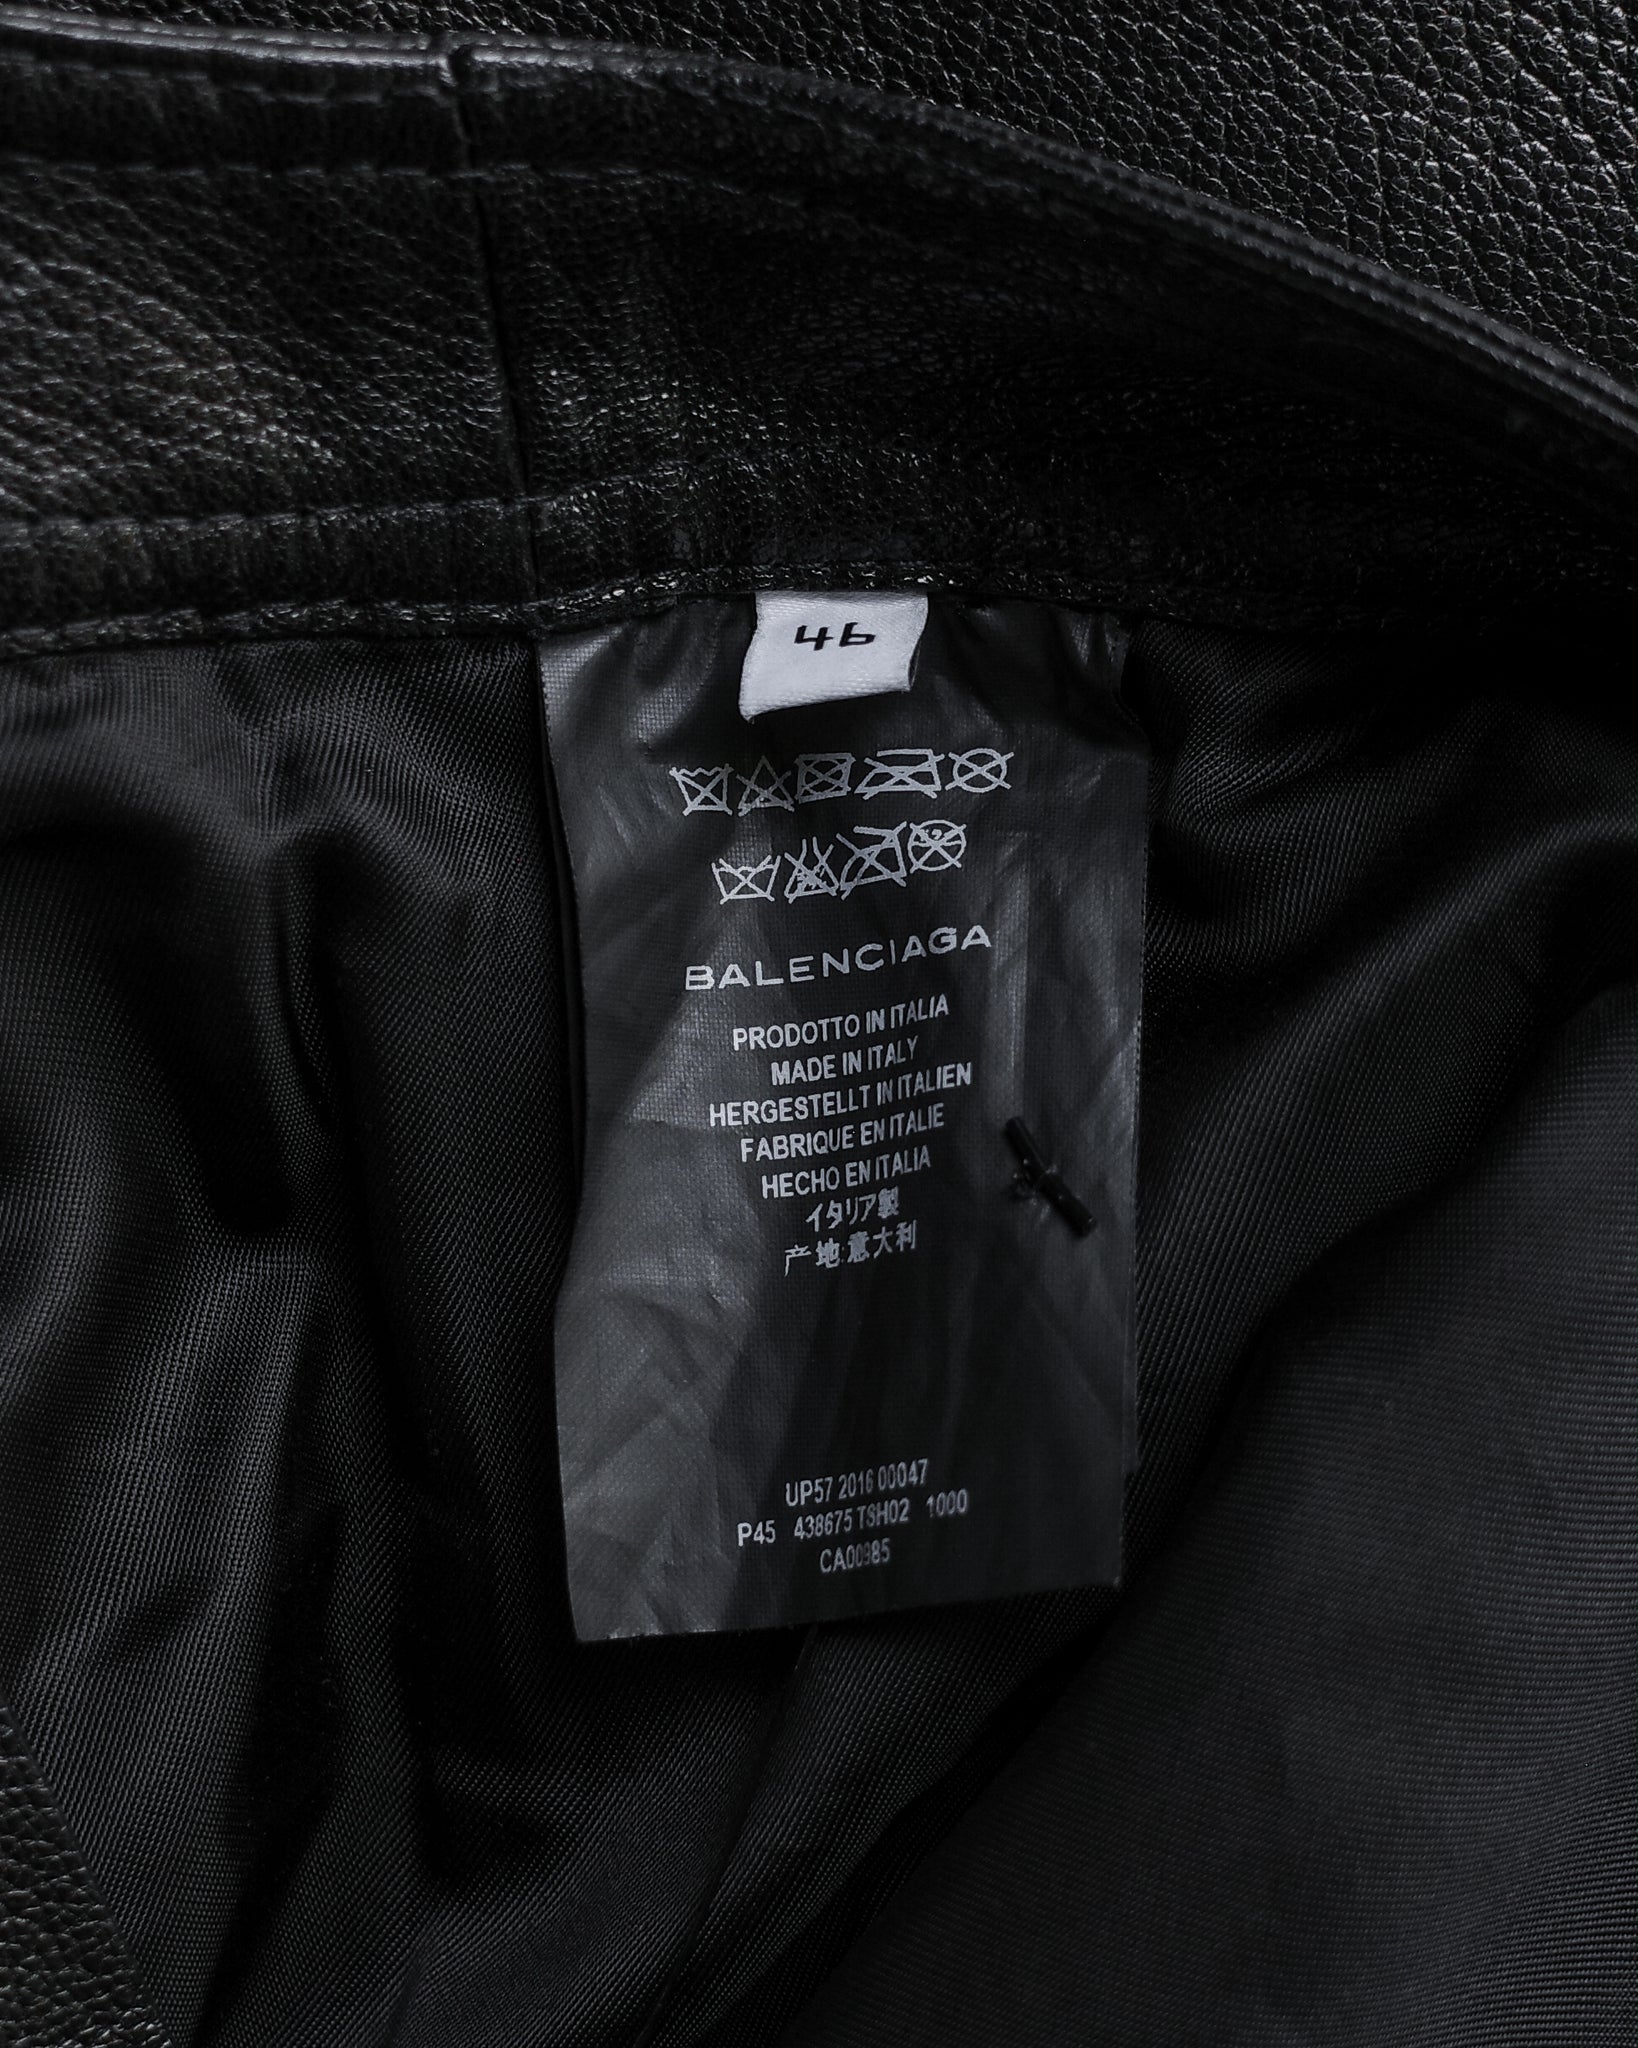 46
BALENCIAGA
PRODOTTO IN ITALIA
MADE IN ITALY
HERGESTELLT IN ITALIEN
FABRIQUE EN ITALIE
HECHO EN ITALIA
イタリア製
产地:意大利
UP57 2016 00047
P45 438675 TSH02 1000
CA00985